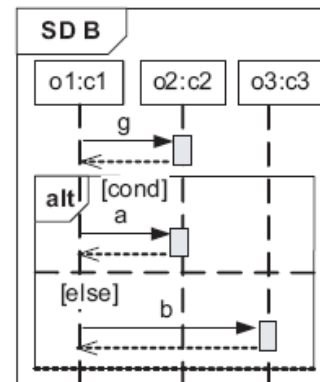 SD B
o1:c1 o2:c2 o3:c3
g
alt [cond]
a
[else]
b